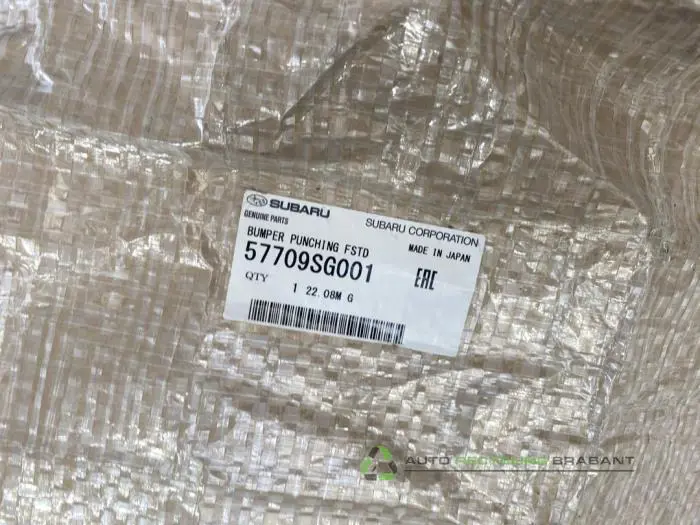 SUBARU
GENUINE PARTS
SUBARU CORPORATION
BUMPER PUNCHING FSTD
MADE IN JAPAN
57709SG001
EAC
QTY
1 22.08M G
AUTO RECYCLING BRABANT